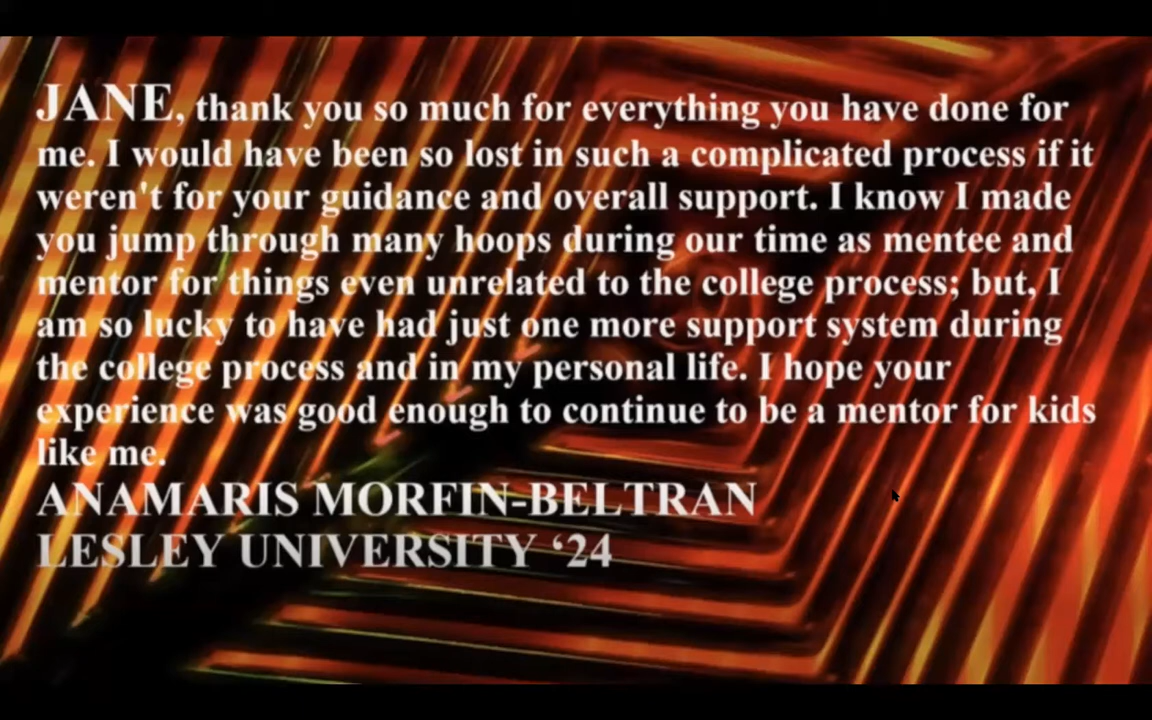 JANE, thank you so much for everything you have done for
me. I would have been so lost in such a complicated process if it
weren't for your guidance and overall support. I know I made
you jump through many hoops during our time as mentee and
mentor for things even unrelated to the college process; but, I
am so lucky to have had just one more support system during
the college process and in my personal life. I hope your
experience was good enough to continue to be a mentor for kids
like me.
ANAMARIS MORFIN-BELTRAN
LESLEY UNIVERSITY ‘24